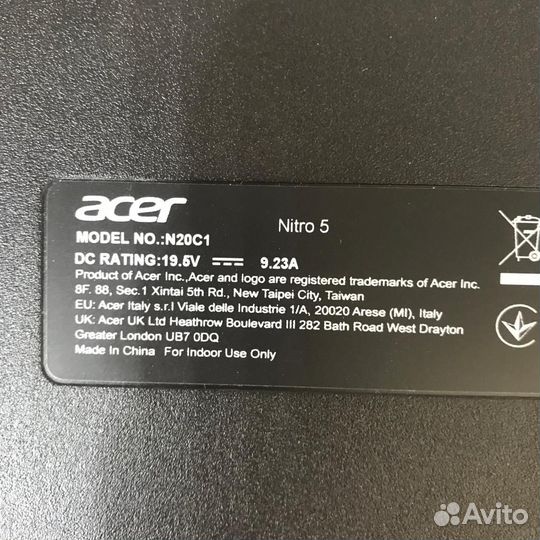 acer
Nitro 5
MODEL NO.:N20C1
DC RATING:19.5V 9.23A
Product of Acer Inc.,Acer and logo are registered trademarks of Acer Inc.
8F. 88, Sec.1 Xintai 5th Rd., New Taipei City, Taiwan
EU: Acer Italy s.r.l Viale delle Industrie 1/A, 20020 Arese (MI), Italy
UK: Acer UK Ltd Heathrow Boulevard III 282 Bath Road West Drayton
Greater London UB7 0DQ
Made In China For Indoor Use Only
Avito